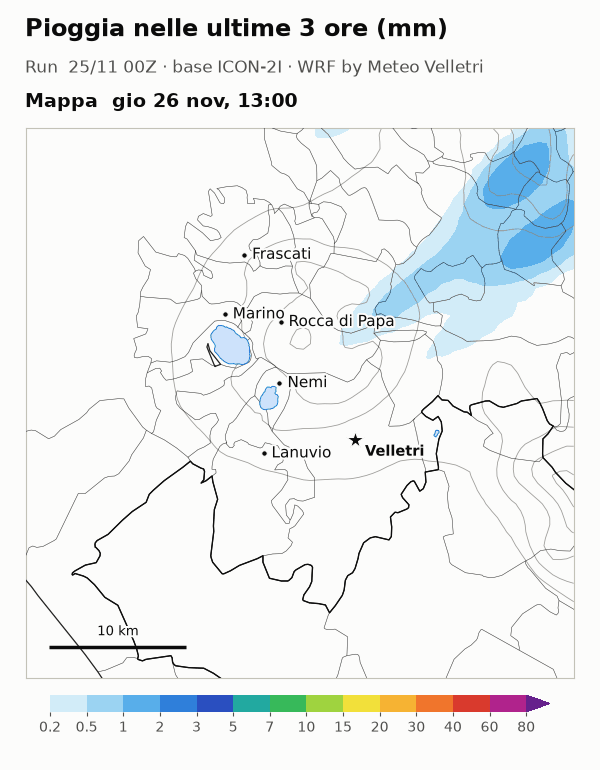 Pioggia nelle ultime 3 ore (mm)
Run  25/11 00Z · base ICON-2I · WRF by Meteo Velletri
Mappa  gio 26 nov, 13:00
Frascati
Marino
Rocca di Papa
Nemi
Velletri
Lanuvio
10 km
0.2 0.5 1 2 3 5 7 10 15 20 30 40 60 80